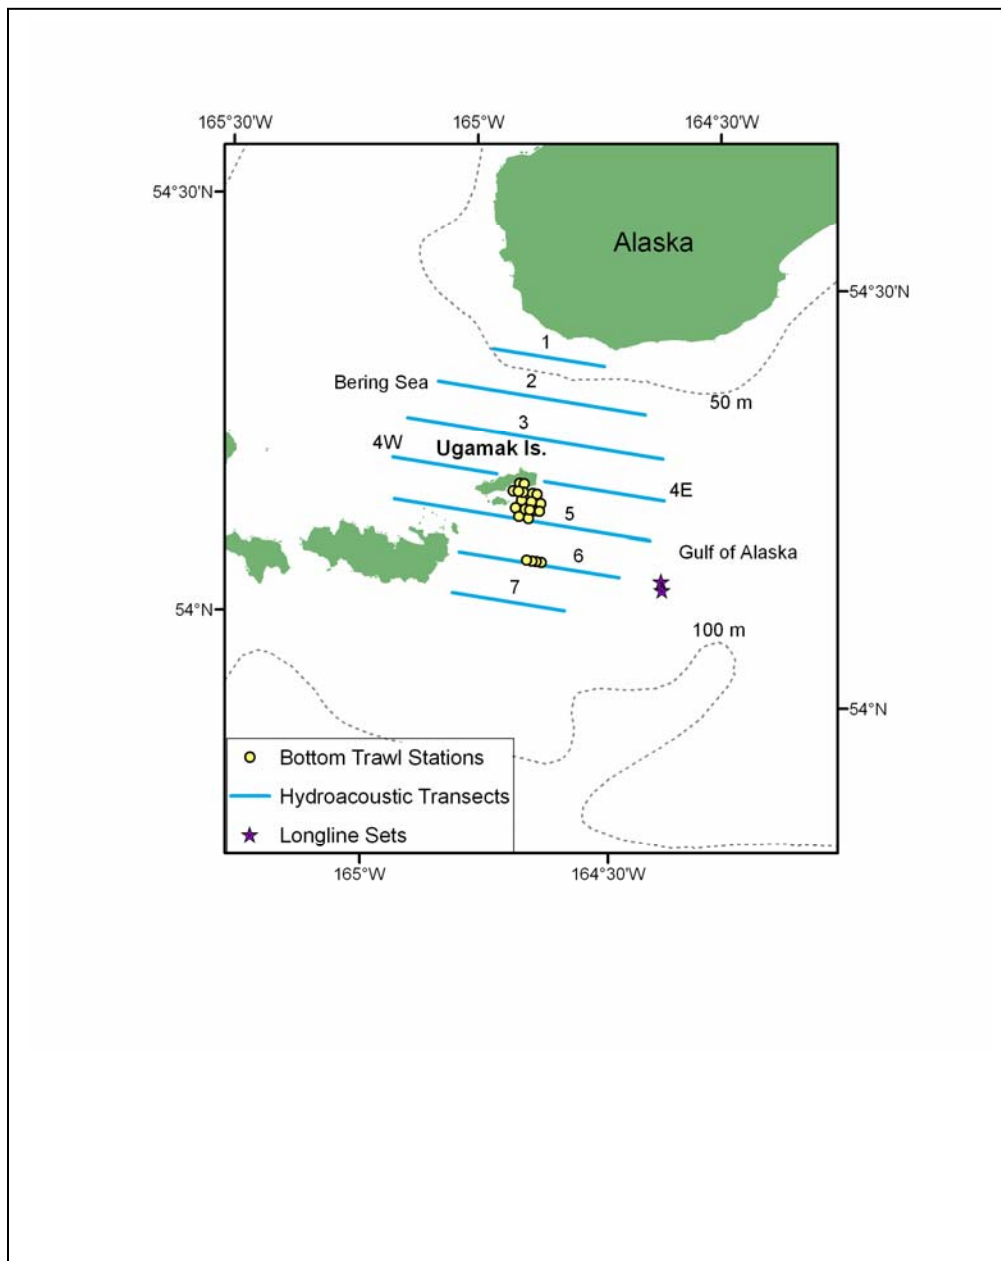 165°30'W
165°W
164°30'W
54°30'N
Alaska
54°30'N
1
Bering Sea
2
50 m
3
4W
Ugamak Is.
4E
5
Gulf of Alaska
6
7
54°N
100 m
54°N
Bottom Trawl Stations
Hydroacoustic Transects
Longline Sets
165°W
164°30'W